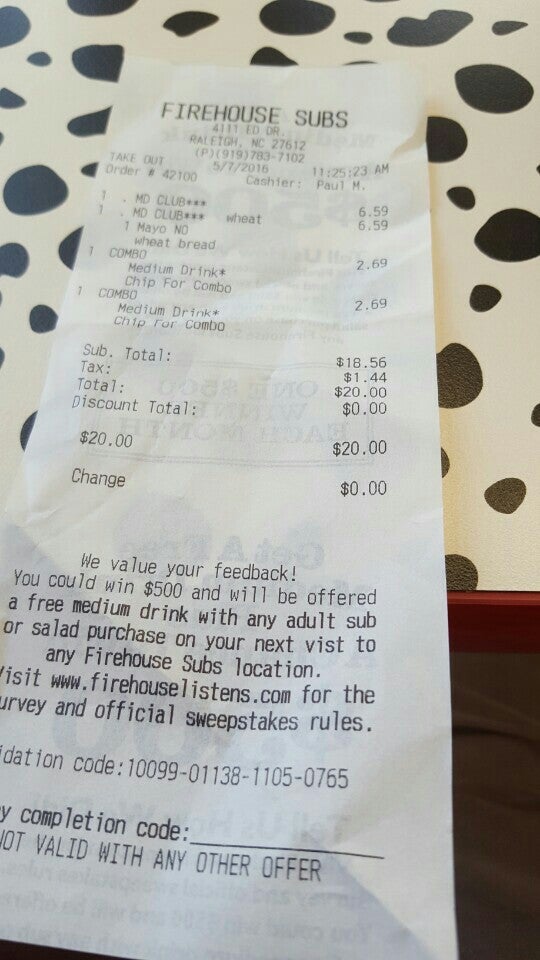 FIREHOUSE SUBS
4111 ED DR.
RALEIGH, NC 27612
(P)(919)783-7102
TAKE OUT 5/7/2016 11:25:23 AM
Order # 42100 Cashier: Paul M.
1 . MD CLUB*** 6.59
1 . MD CLUB*** wheat 6.59
1 Mayo NO
wheat bread
1 COMBO 2.69
Medium Drink*
Chip For Combo
1 COMBO 2.69
Medium Drink*
Chip For Combo
Sub. Total: $18.56
Tax: $1.44
Total: $20.00
Discount Total: $0.00
$20.00 $20.00
Change $0.00
We value your feedback!
You could win $500 and will be offered
a free medium drink with any adult sub
or salad purchase on your next vist to
any Firehouse Subs location.
Visit www.firehouselistens.com for the
urvey and official sweepstakes rules.
idation code:10099-01138-1105-0765
y completion code:
NOT VALID WITH ANY OTHER OFFER